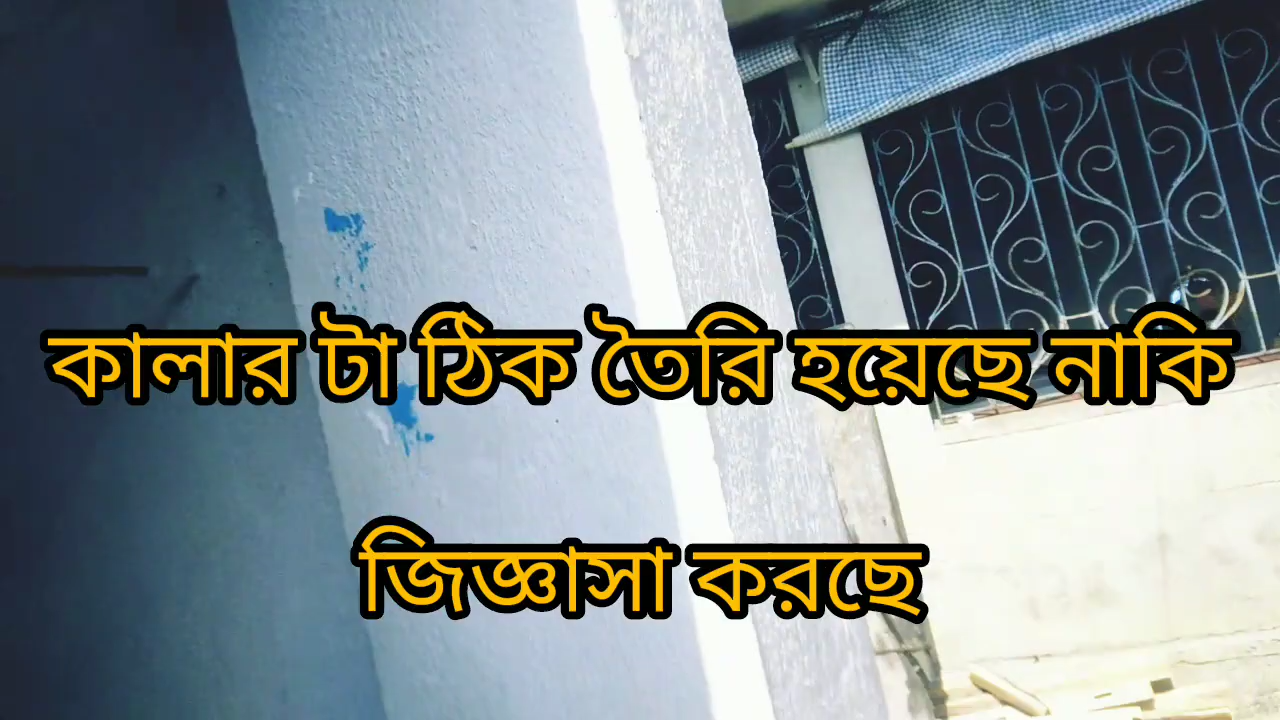 কালার টা ঠিক তৈরি হয়েছে নাকি
জিজ্ঞাসা করছে